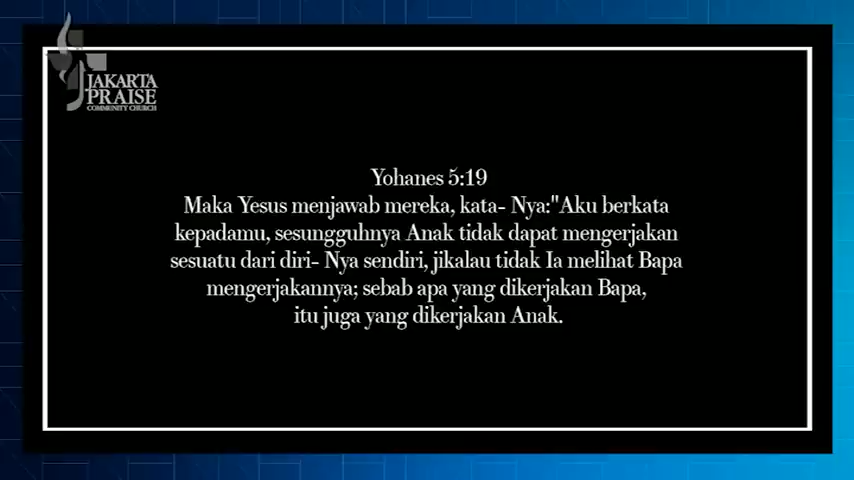 JAKARTA
PRAISE
COMMUNITY CHURCH
Yohanes 5:19
Maka Yesus menjawab mereka, kata- Nya:"Aku berkata
kepadamu, sesungguhnya Anak tidak dapat mengerjakan
sesuatu dari diri- Nya sendiri, jikalau tidak Ia melihat Bapa
mengerjakannya; sebab apa yang dikerjakan Bapa,
itu juga yang dikerjakan Anak.